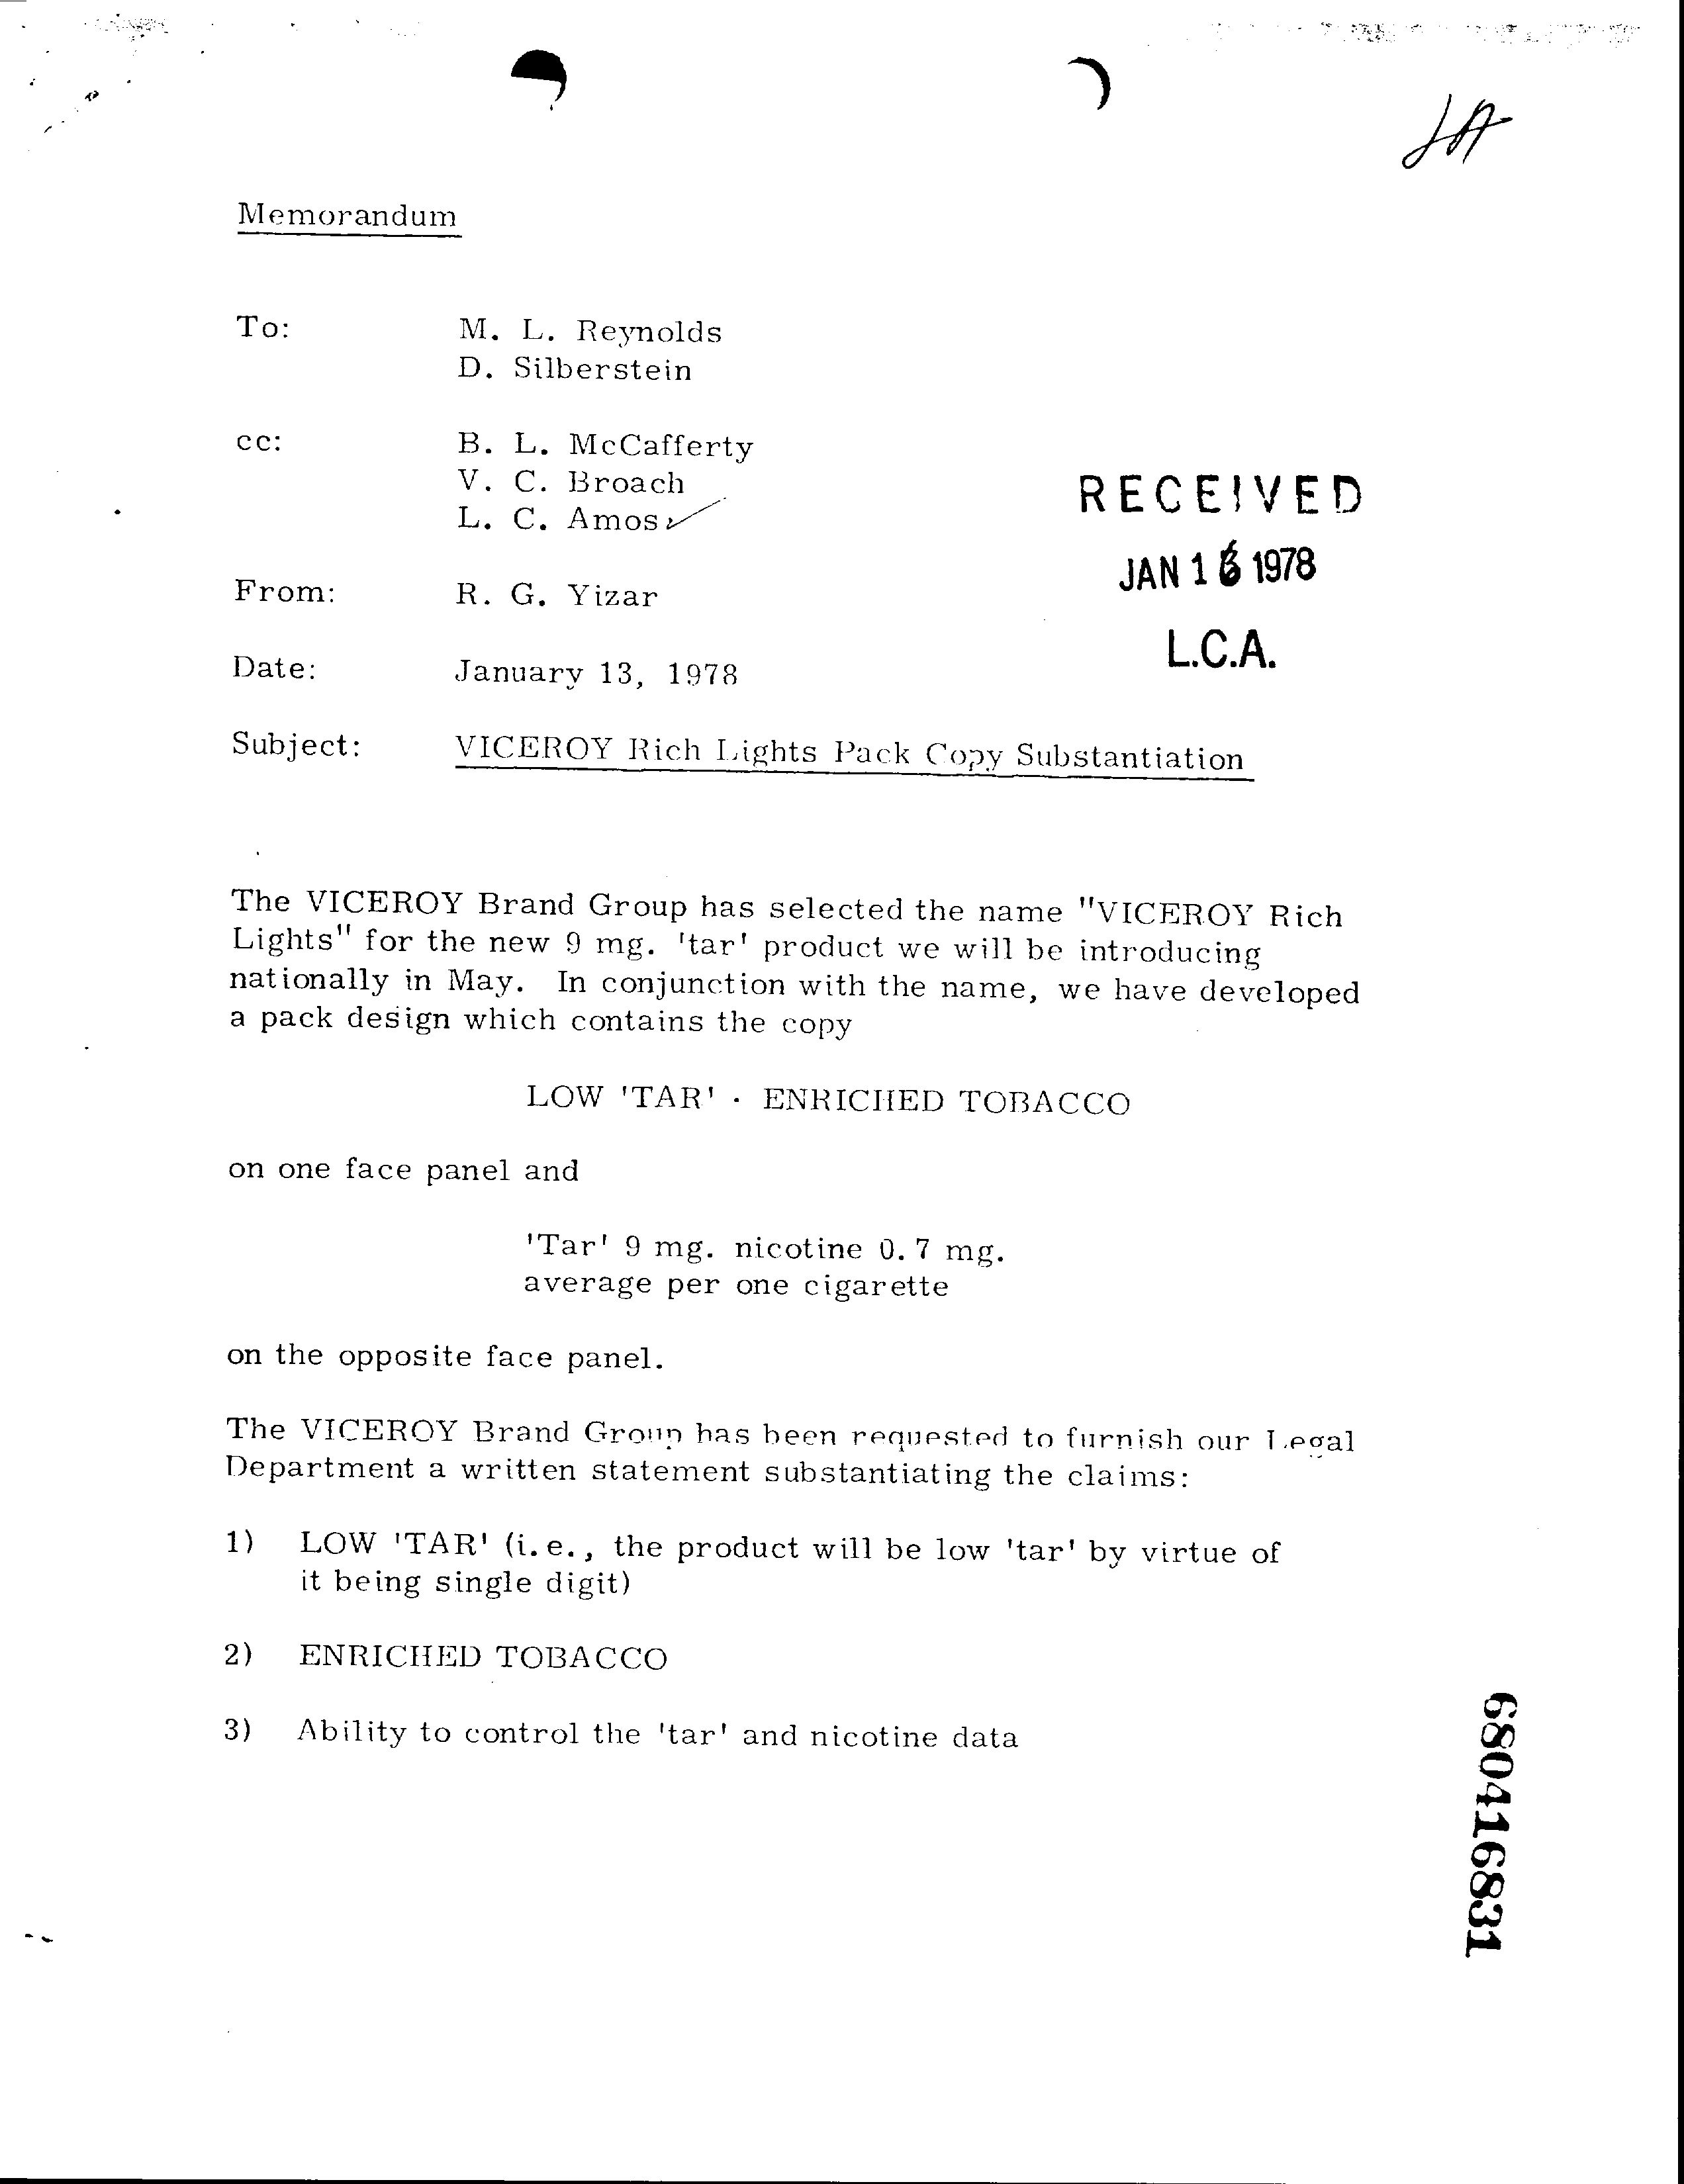 Memorandum
To: M. L. Reynolds
D. Silberstein
cc: B. L. McCafferty
V. C. Broach
L. C. Amos
RECEIVED
JAN 16 1978
L.C.A.
From: R. G. Yizar
Date: January 13, 1978
Subject: VICEROY Rich Lights Pack Copy Substantiation
The VICEROY Brand Group has selected the name "VICEROY Rich
Lights" for the new 9 mg. 'tar' product we will be introducing
nationally in May. In conjunction with the name, we have developed
a pack design which contains the copy
LOW 'TAR' · ENRICHED TOBACCO
on one face panel and
'Tar' 9 mg. nicotine 0.7 mg.
average per one cigarette
on the opposite face panel.
The VICEROY Brand Group has been requested to furnish our Legal
Department a written statement substantiating the claims:
1) LOW 'TAR' (i.e., the product will be low 'tar' by virtue of
it being single digit)
2) ENRICHED TOBACCO
3) Ability to control the 'tar' and nicotine data
680416831